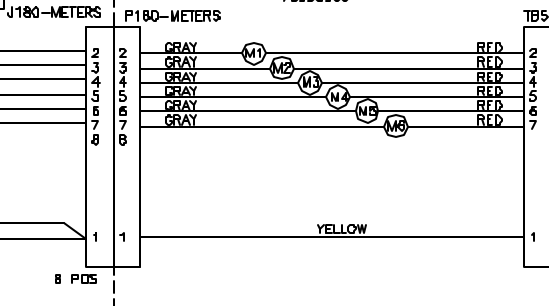 J180-METERS P180-METERS TB5
2 2 GRAY M1 RED 2
3 3 GRAY M2 RED 3
4 4 GRAY M3 RED 4
5 5 GRAY M4 RED 5
6 6 GRAY M5 RED 6
7 7 GRAY M6 RED 7
8 8
1 1 YELLOW 1
8 POS